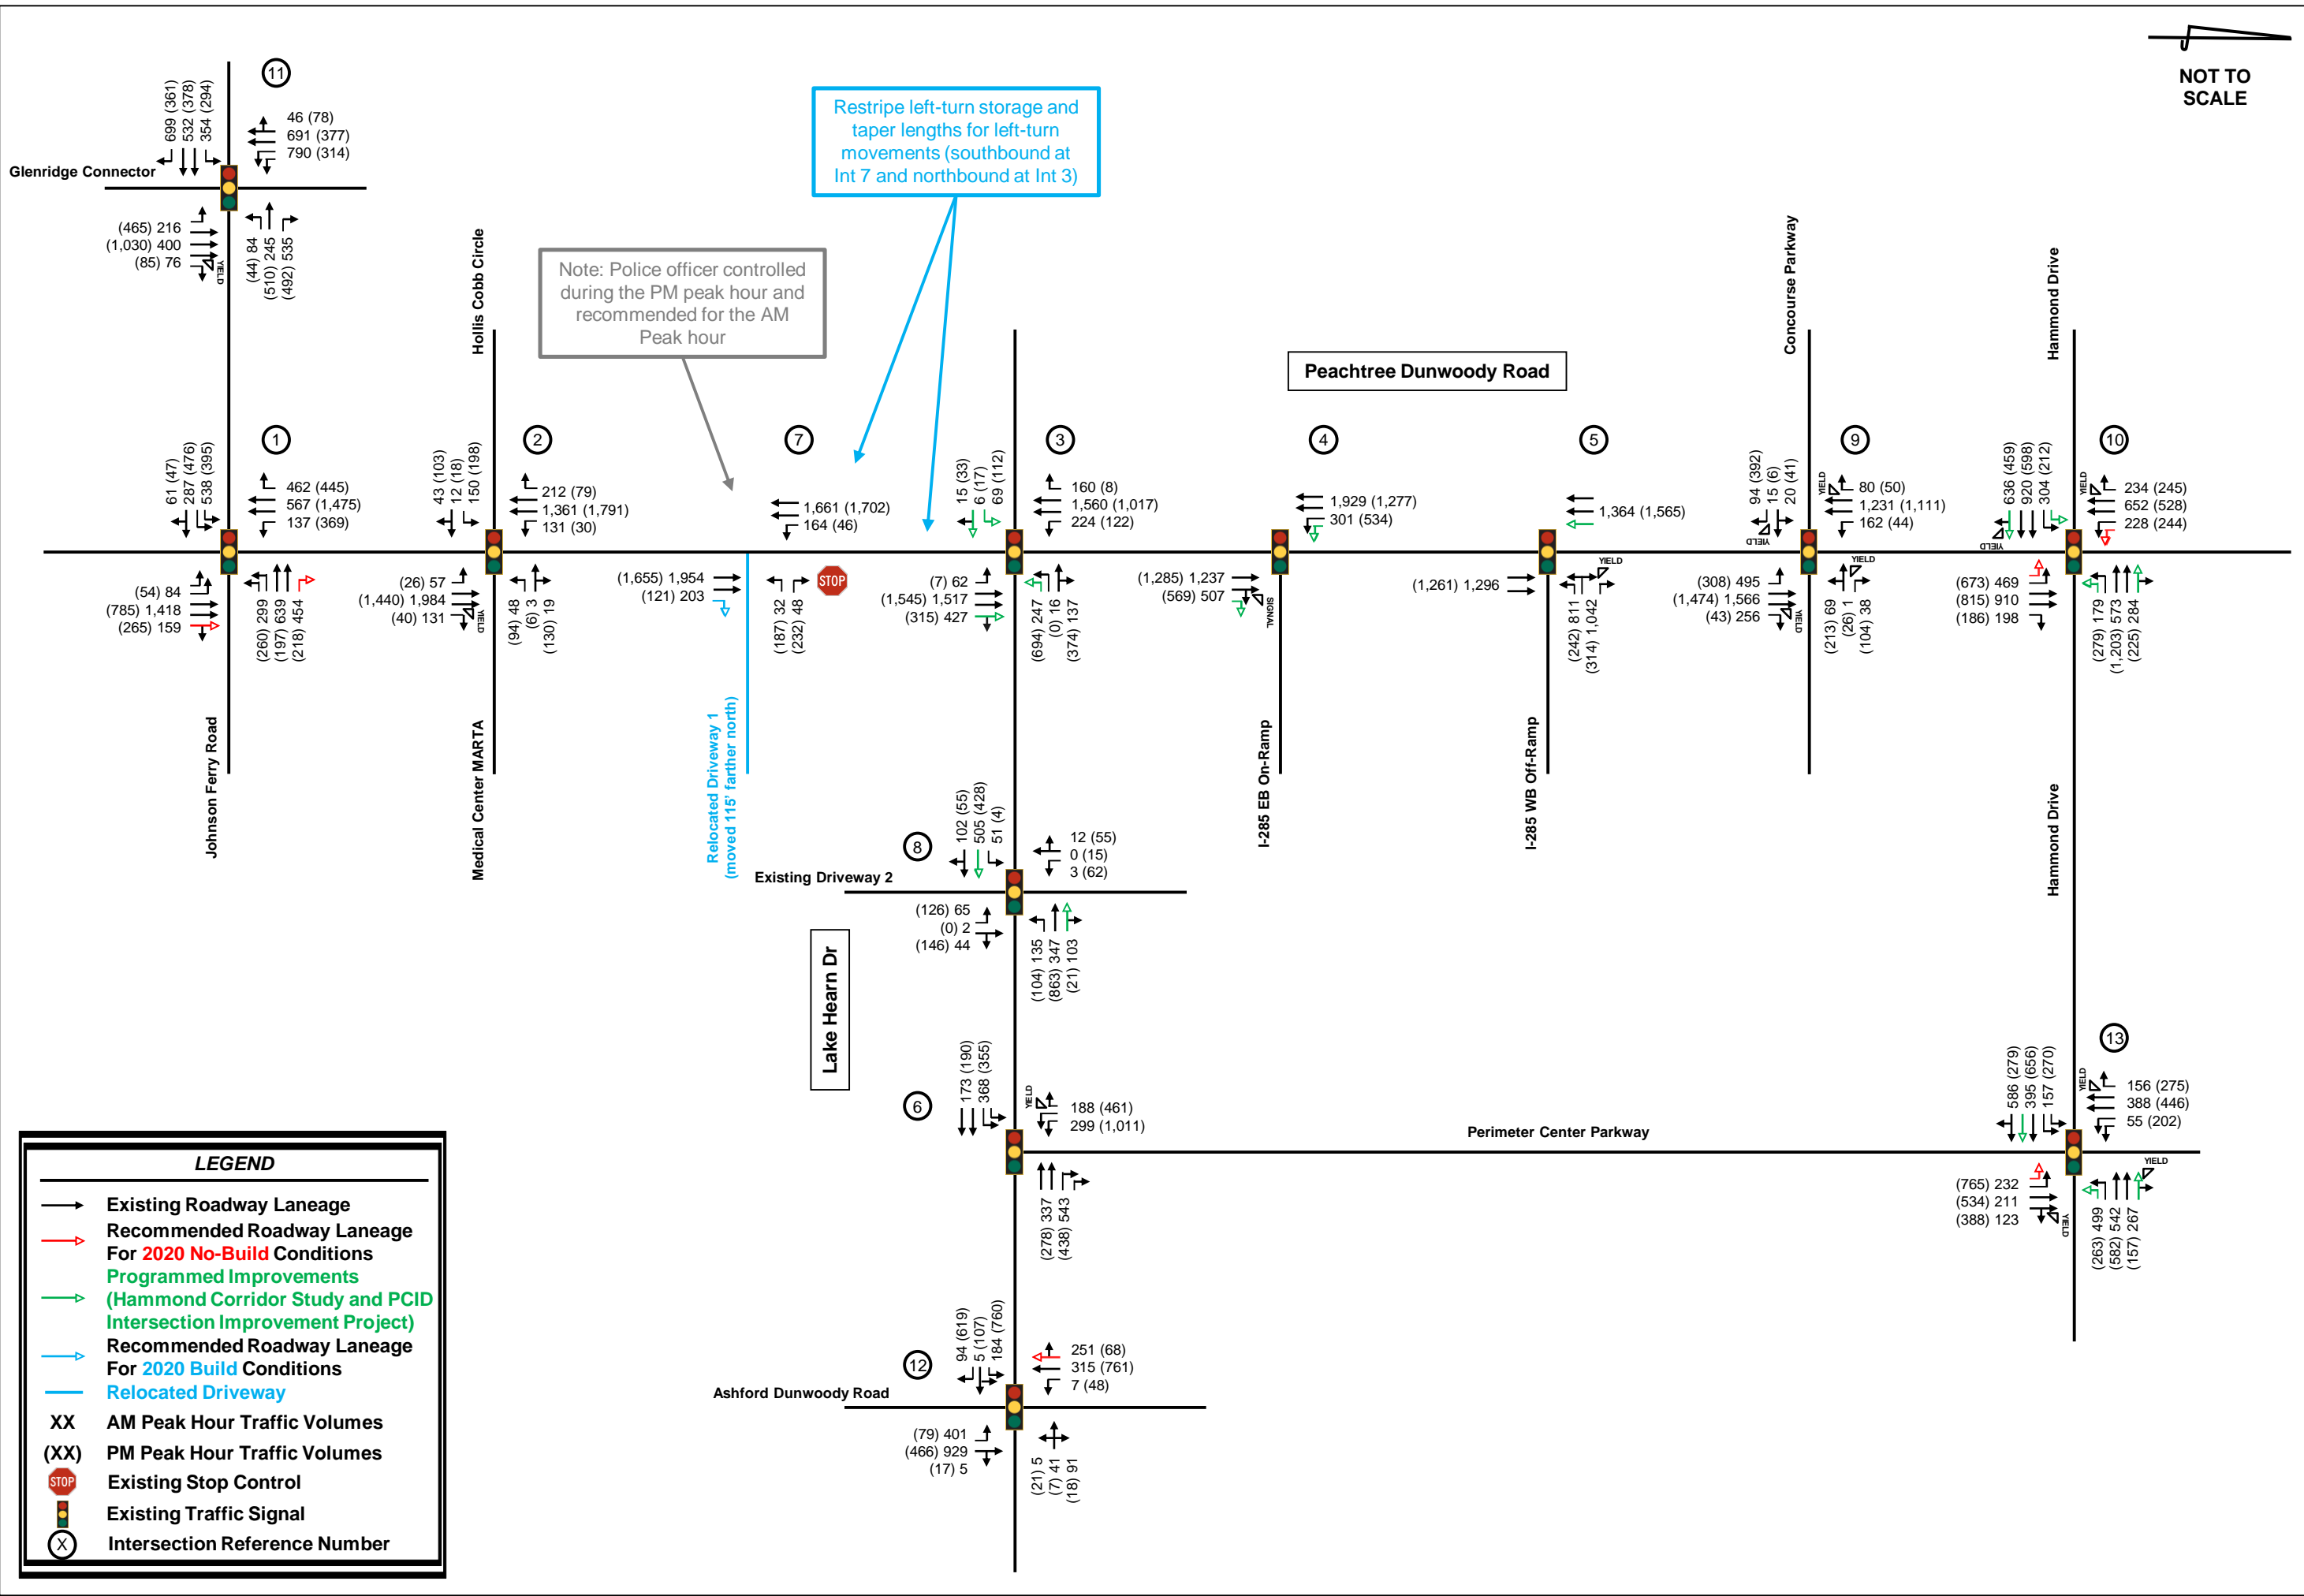 NOT TO
SCALE
11
699 (361)
532 (378)
354 (294)
46 (78)
691 (377)
790 (314)
Glenridge Connector
(465) 216
(1,030) 400
(85) 76
YIELD
(44) 84
(510) 245
(492) 535
Restripe left-turn storage and
taper lengths for left-turn
movements (southbound at
Int 7 and northbound at Int 3)
Note: Police officer controlled
during the PM peak hour and
recommended for the AM
Peak hour
Peachtree Dunwoody Road
Hollis Cobb Circle
Concourse Parkway
Hammond Drive
1
61 (47)
287 (476)
538 (395)
462 (445)
567 (1,475)
137 (369)
(54) 84
(785) 1,418
(265) 159
(260) 299
(197) 639
(218) 454
Johnson Ferry Road
2
43 (103)
12 (18)
150 (198)
212 (79)
1,361 (1,791)
131 (30)
(26) 57
(1,440) 1,984
(40) 131
YIELD
(94) 48
(6) 3
(130) 19
Medical Center MARTA
7
1,661 (1,702)
164 (46)
(1,655) 1,954
(121) 203
(187) 32
(232) 48
STOP
Relocated Driveway 1
(moved 115' farther north)
3
15 (33)
6 (17)
69 (112)
160 (8)
1,560 (1,017)
224 (122)
(7) 62
(1,545) 1,517
(315) 427
(694) 247
(0) 16
(374) 137
4
1,929 (1,277)
301 (534)
(1,285) 1,237
(569) 507
SIGNAL
I-285 EB On-Ramp
5
1,364 (1,565)
(1,261) 1,296
YIELD
(242) 811
(314) 1,042
I-285 WB Off-Ramp
9
94 (392)
15 (6)
20 (41)
YIELD
YIELD
80 (50)
1,231 (1,111)
162 (44)
(308) 495
(1,474) 1,566
(43) 256
YIELD
YIELD
(213) 69
(26) 1
(104) 38
10
636 (459)
920 (598)
304 (212)
YIELD
YIELD
234 (245)
652 (528)
228 (244)
(673) 469
(815) 910
(186) 198
(279) 179
(1,203) 573
(225) 284
Hammond Drive
8
102 (55)
505 (428)
51 (4)
12 (55)
0 (15)
3 (62)
Existing Driveway 2
(126) 65
(0) 2
(146) 44
(104) 135
(863) 347
(21) 103
Lake Hearn Dr
6
173 (190)
368 (355)
YIELD
188 (461)
299 (1,011)
(278) 337
(438) 543
Perimeter Center Parkway
13
586 (279)
395 (656)
157 (270)
YIELD
156 (275)
388 (446)
55 (202)
(765) 232
(534) 211
(388) 123
YIELD
YIELD
(263) 499
(582) 542
(157) 267
12
94 (619)
5 (107)
184 (760)
251 (68)
315 (761)
7 (48)
Ashford Dunwoody Road
(79) 401
(466) 929
(17) 5
(21) 5
(7) 41
(18) 91
LEGEND
Existing Roadway Laneage
Recommended Roadway Laneage
For 2020 No-Build Conditions
Programmed Improvements
(Hammond Corridor Study and PCID
Intersection Improvement Project)
Recommended Roadway Laneage
For 2020 Build Conditions
Relocated Driveway
XX AM Peak Hour Traffic Volumes
(XX) PM Peak Hour Traffic Volumes
STOP Existing Stop Control
Existing Traffic Signal
X Intersection Reference Number